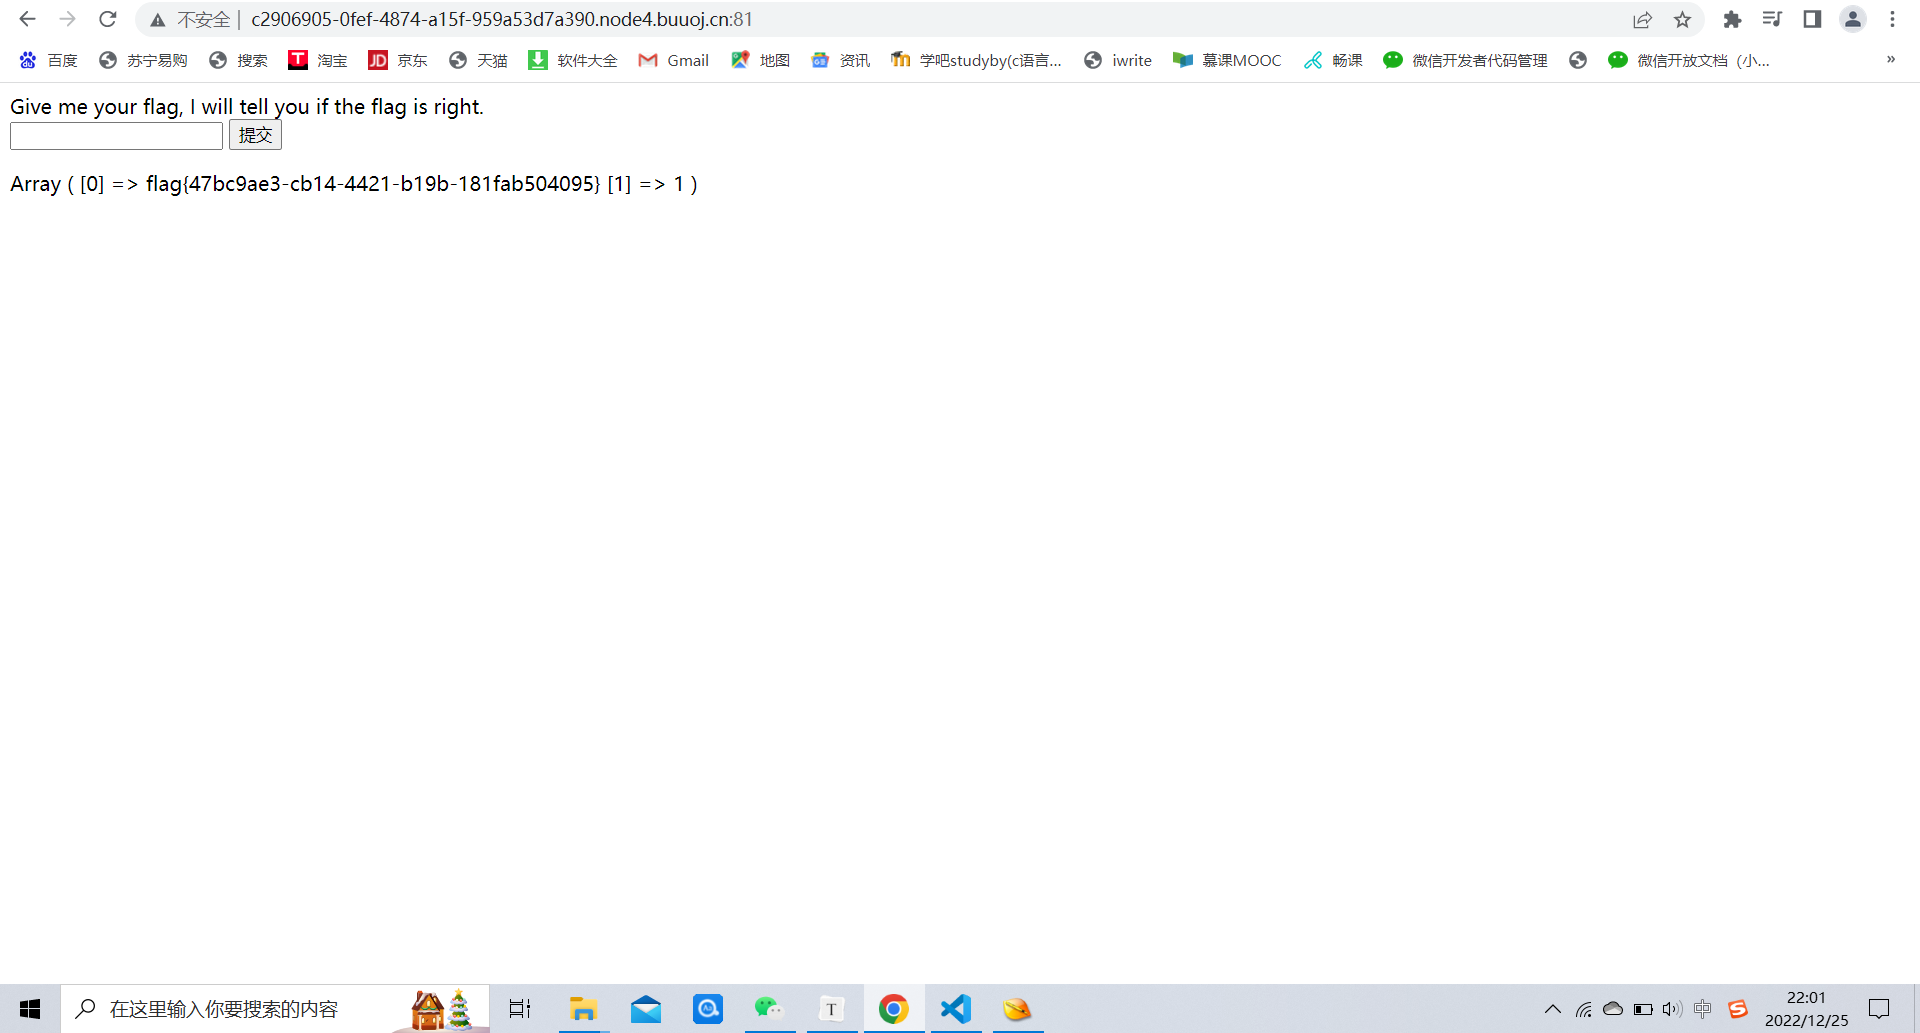 不安全 | c2906905-0fef-4874-a15f-959a53d7a390.node4.buuoj.cn:81
百度 苏宁易购 搜索 淘宝 京东 天猫 软件大全 Gmail 地图 资讯 学吧studyby(c语言... iwrite 慕课MOOC 畅课 微信开发者代码管理 微信开放文档（小... »
Give me your flag, I will tell you if the flag is right.
提交
Array ( [0] => flag{47bc9ae3-cb14-4421-b19b-181fab504095} [1] => 1 )
在这里输入你要搜索的内容
中
22:01
2022/12/25